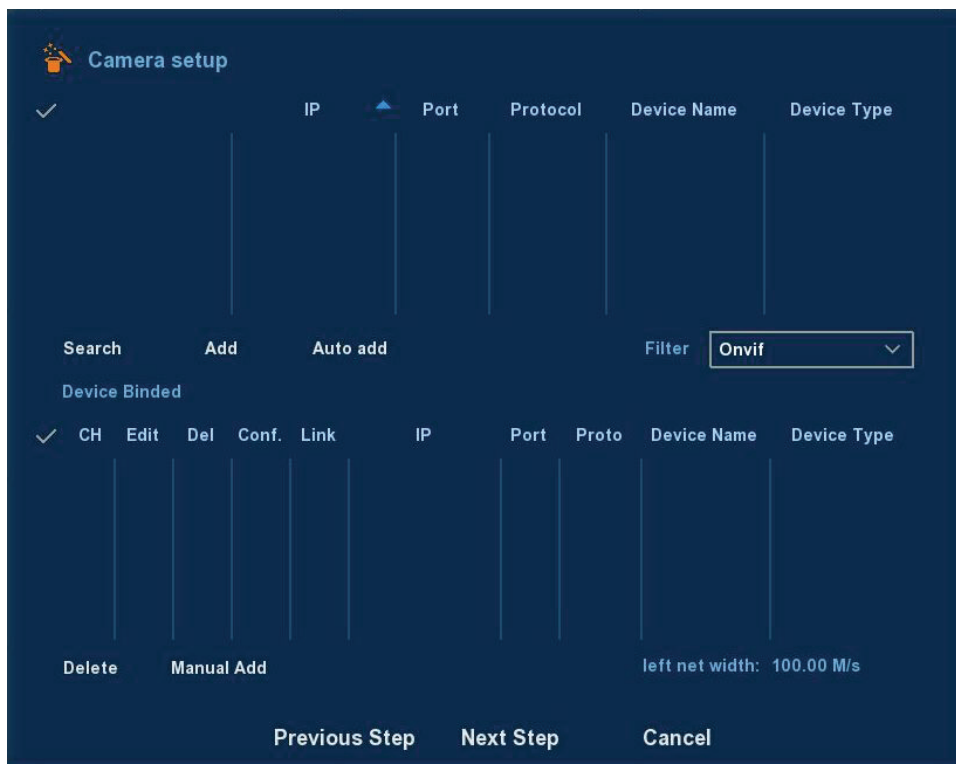 Camera setup
IP Port Protocol Device Name Device Type
Search Add Auto add Filter Onvif
Device Binded
CH Edit Del Conf. Link IP Port Proto Device Name Device Type
Delete Manual Add left net width: 100.00 M/s
Previous Step Next Step Cancel